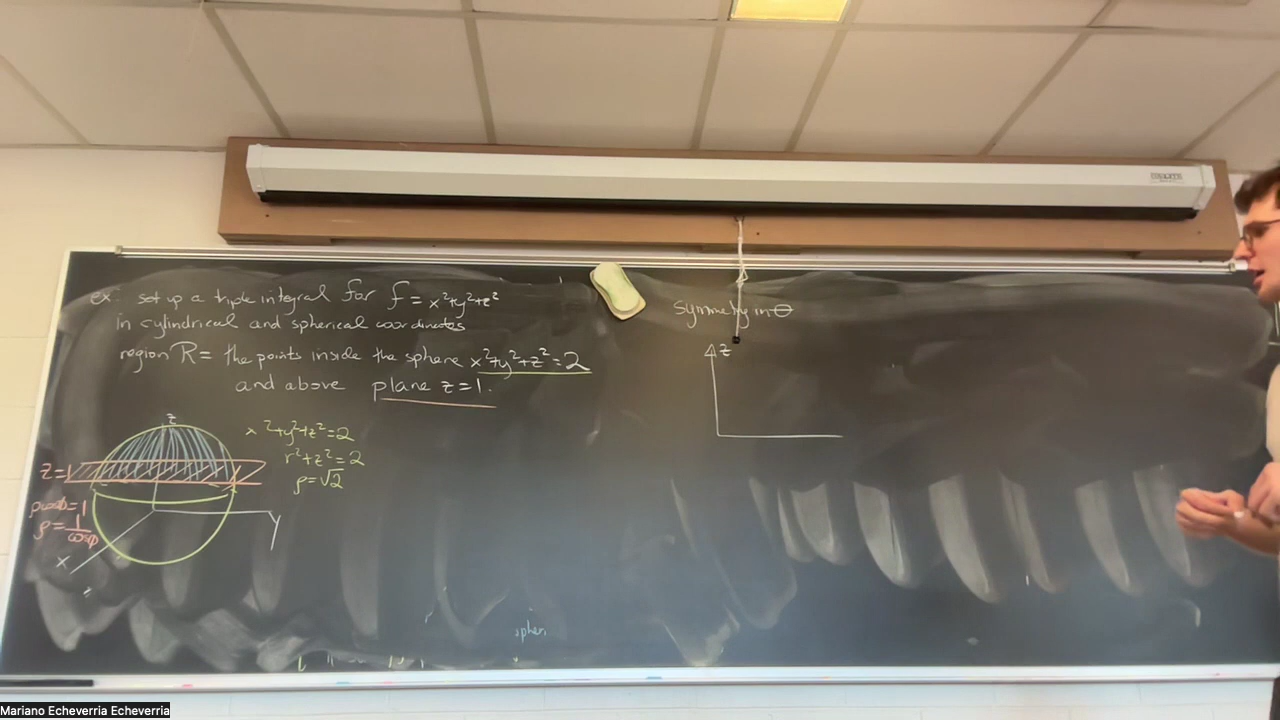 ex: set up a triple integral for f = x²+y²+z²
in cylindrical and spherical coordinates
region R = the points inside the sphere x²+y²+z²=2
and above plane z=1.
z
z=1
ρcosφ=1
ρ=1/cosφ
x
y
x²+y²+z²=2
r²+z²=2
ρ=√2
symmetry in θ
z
spher
Mariano Echeverria Echeverria